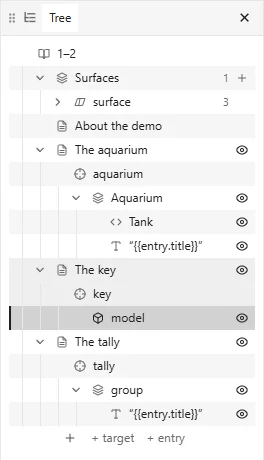 Tree
1–2
Surfaces 1 +
surface 3
About the demo
The aquarium
aquarium
Aquarium
Tank
“{{entry.title}}”
The key
key
model
The tally
tally
group
“{{entry.title}}”
+ + target + entry